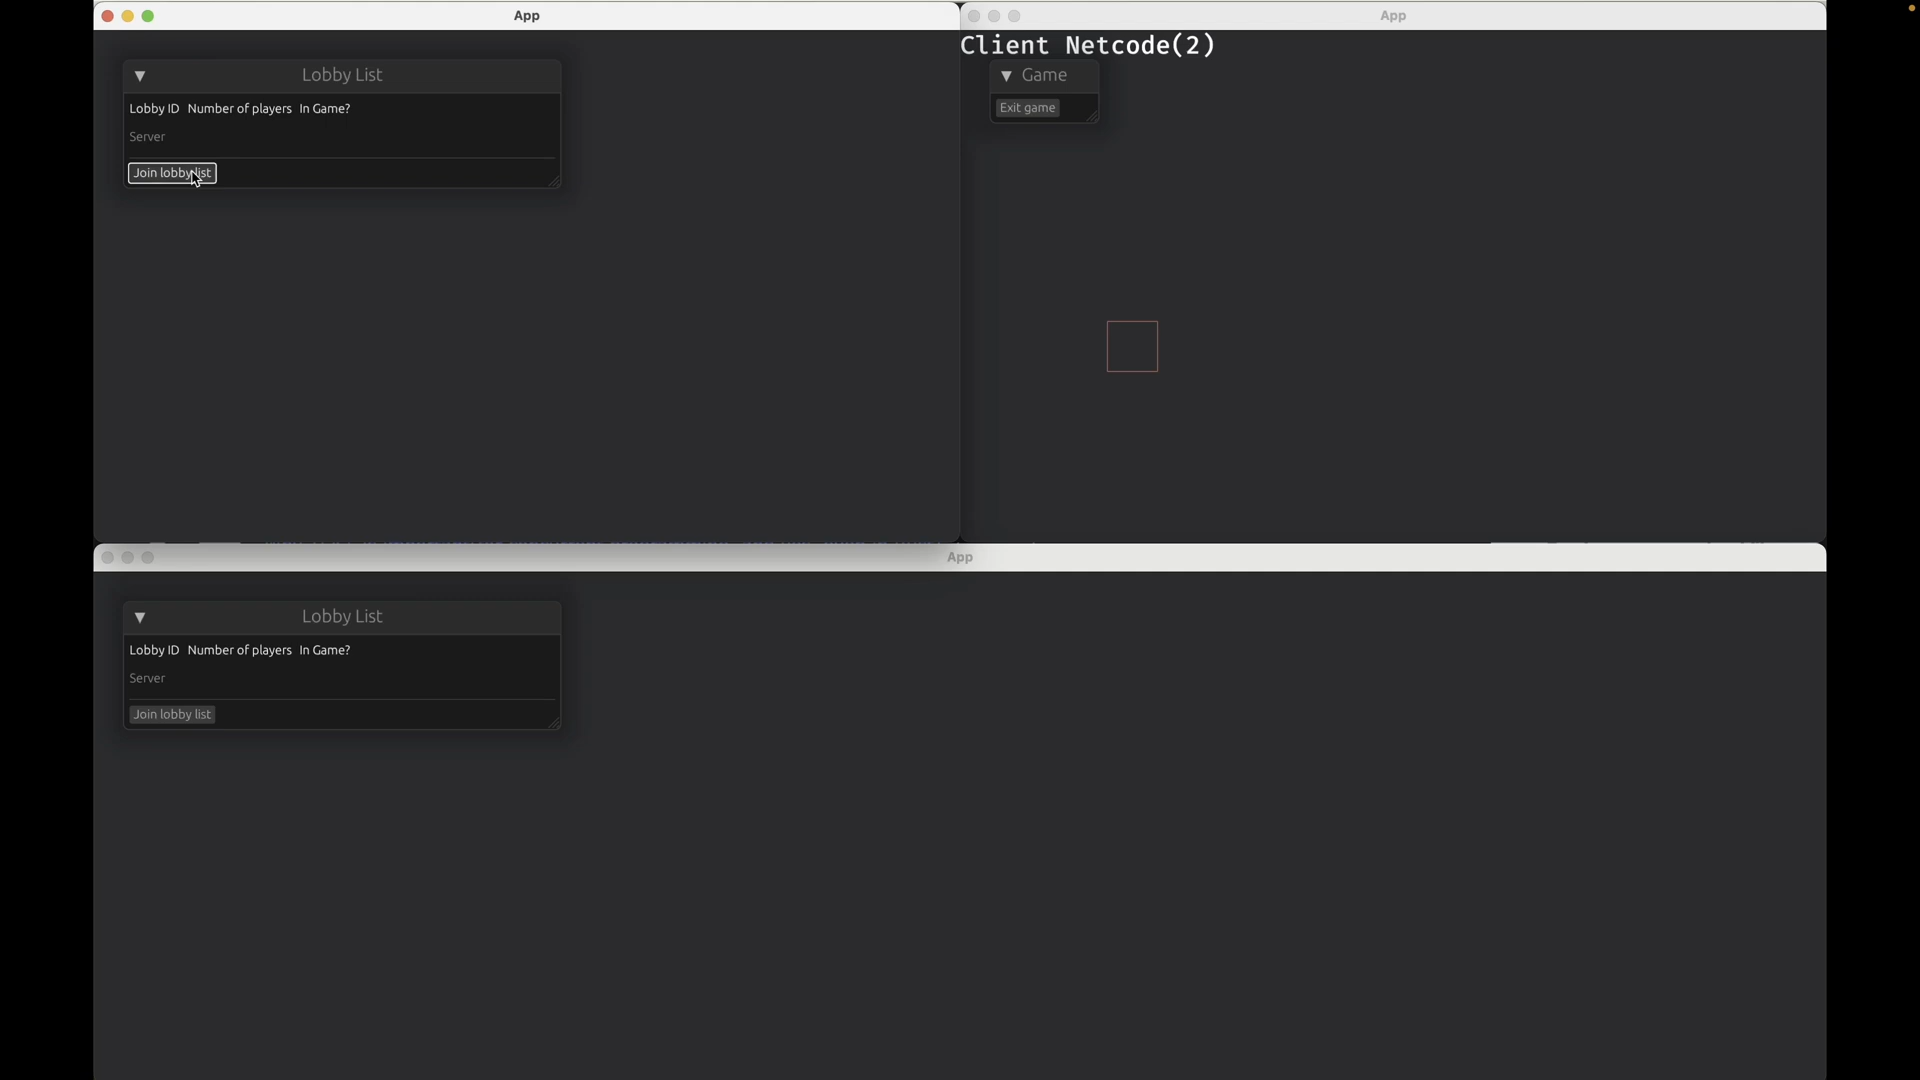 App
Lobby List
Lobby ID Number of players In Game?
Server
Join lobby list
App
Client Netcode(2)
Game
Exit game
App
Lobby List
Lobby ID Number of players In Game?
Server
Join lobby list